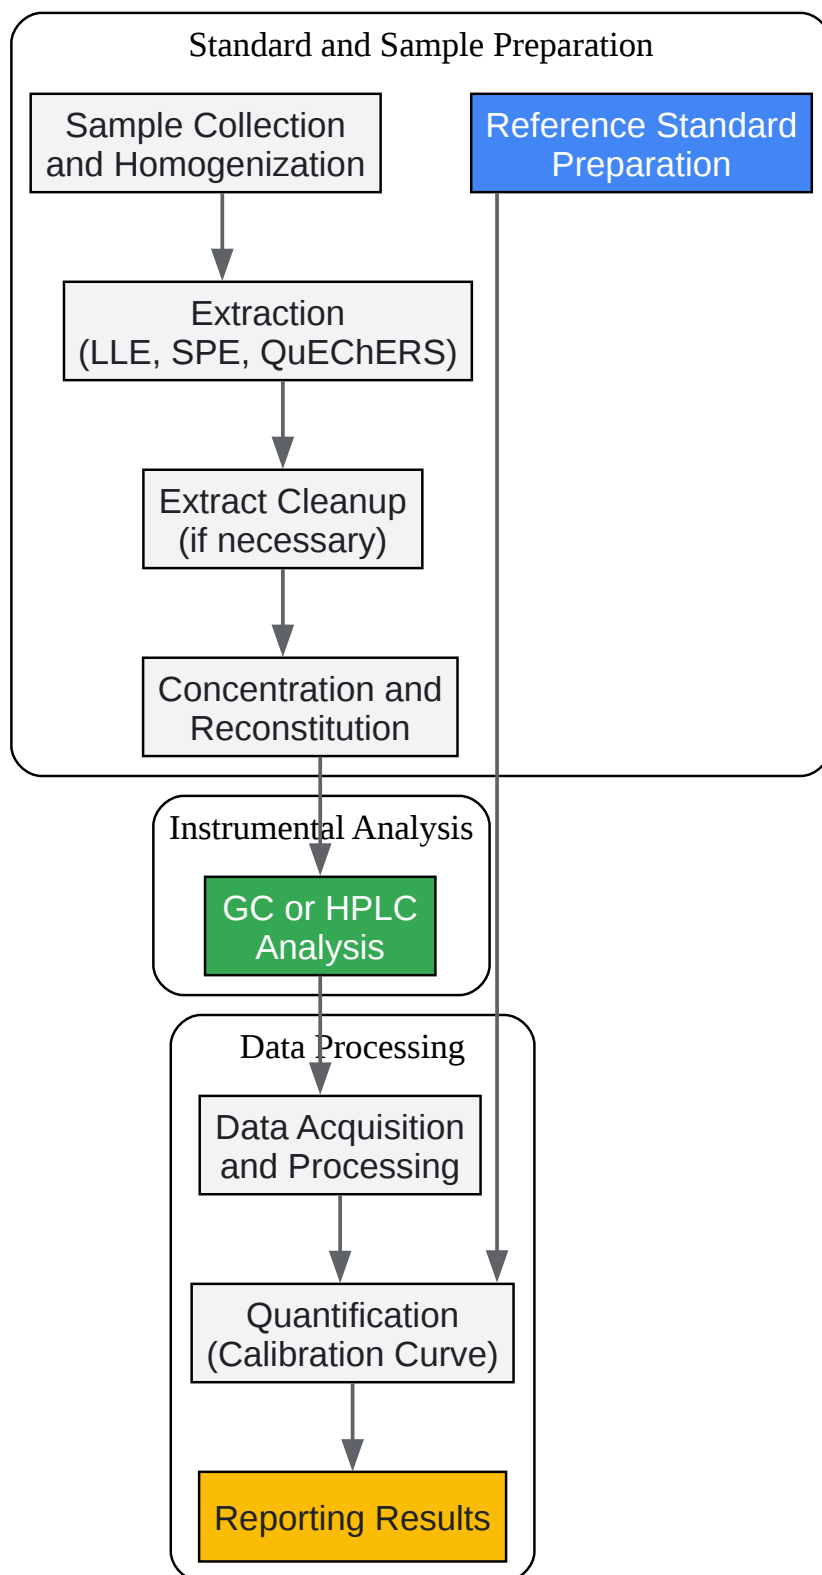 Standard and Sample Preparation
Sample Collection
and Homogenization
Reference Standard
Preparation
Extraction
(LLE, SPE, QuEChERS)
Extract Cleanup
(if necessary)
Concentration and
Reconstitution
Instrumental Analysis
GC or HPLC
Analysis
Data Processing
Data Acquisition
and Processing
Quantification
(Calibration Curve)
Reporting Results